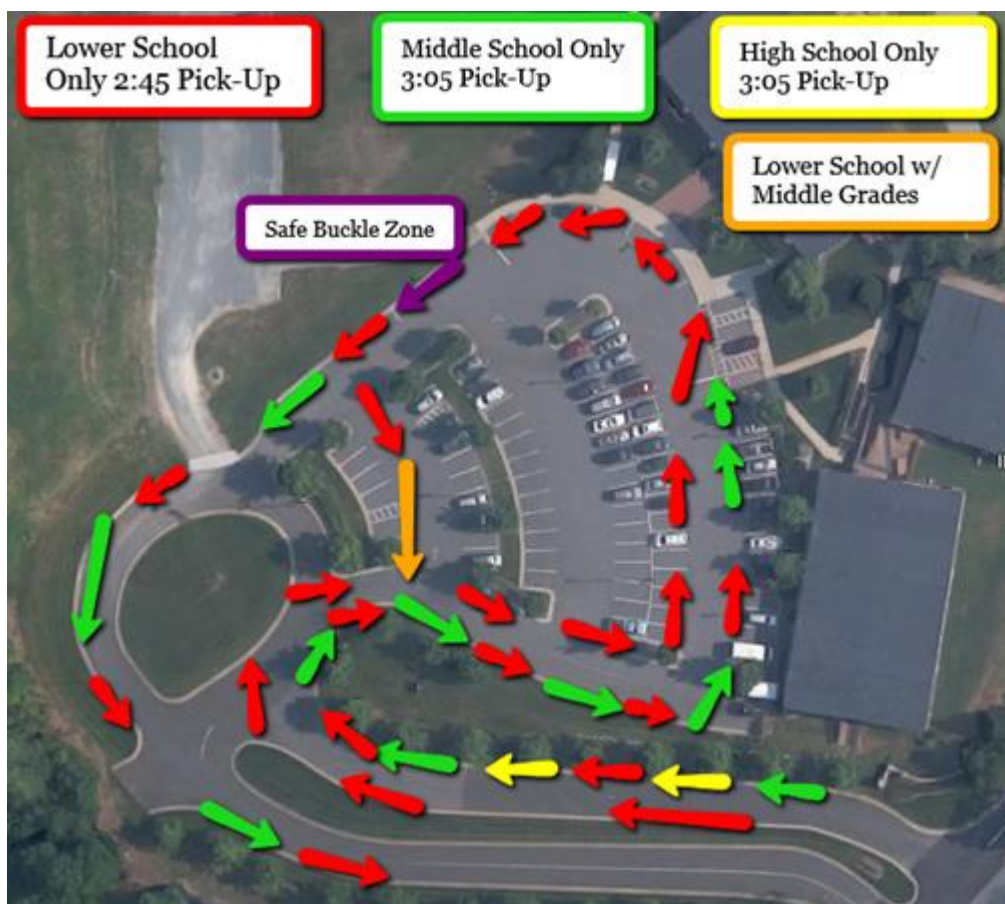 Lower School
Only 2:45 Pick-Up
Middle School Only
3:05 Pick-Up
High School Only
3:05 Pick-Up
Lower School w/
Middle Grades
Safe Buckle Zone